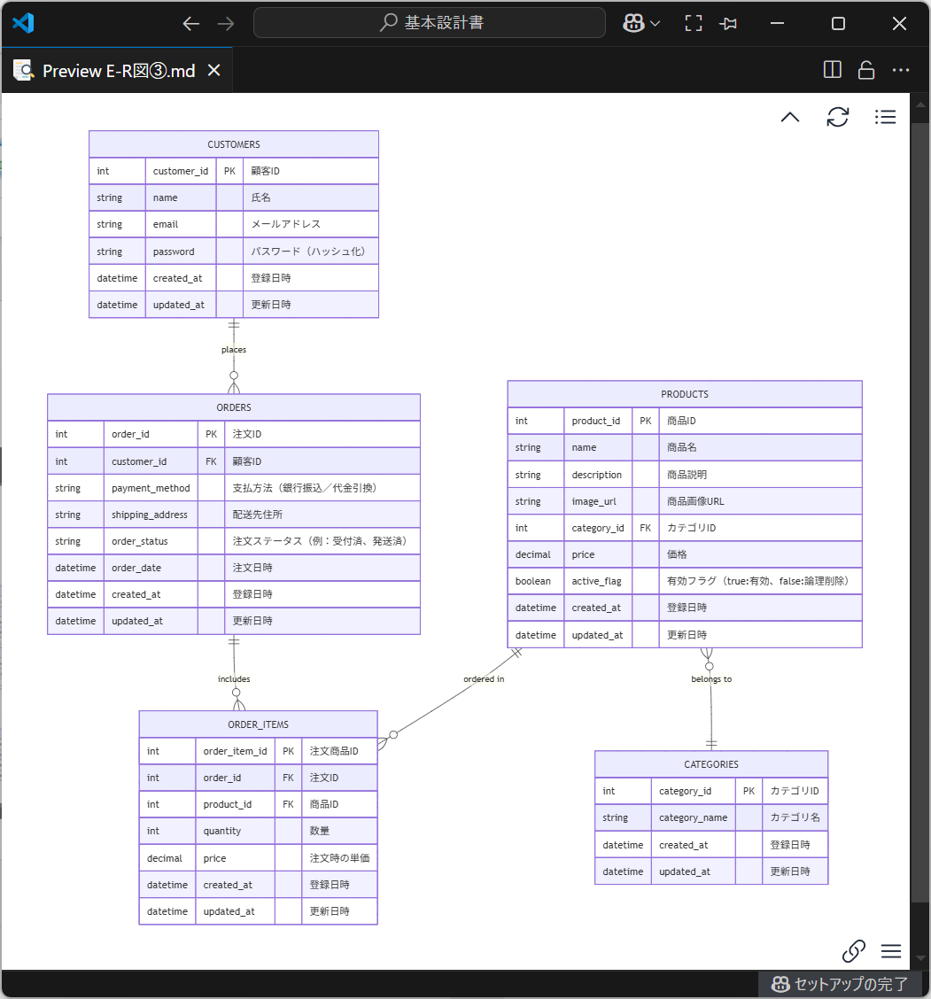 基本設計書
Preview E-R図③.md
CUSTOMERS
int customer_id PK 顧客ID
string name 氏名
string email メールアドレス
string password パスワード（ハッシュ化）
datetime created_at 登録日時
datetime updated_at 更新日時
places
ORDERS
int order_id PK 注文ID
int customer_id FK 顧客ID
string payment_method 支払方法（銀行振込／代金引換）
string shipping_address 配送先住所
string order_status 注文ステータス（例：受付済、発送済）
datetime order_date 注文日時
datetime created_at 登録日時
datetime updated_at 更新日時
PRODUCTS
int product_id PK 商品ID
string name 商品名
string description 商品説明
string image_url 商品画像URL
int category_id FK カテゴリID
decimal price 価格
boolean active_flag 有効フラグ（true:有効、false:論理削除）
datetime created_at 登録日時
datetime updated_at 更新日時
includes
ordered in
belongs to
ORDER_ITEMS
int order_item_id PK 注文商品ID
int order_id FK 注文ID
int product_id FK 商品ID
int quantity 数量
decimal price 注文時の単価
datetime created_at 登録日時
datetime updated_at 更新日時
CATEGORIES
int category_id PK カテゴリID
string category_name カテゴリ名
datetime created_at 登録日時
datetime updated_at 更新日時
セットアップの完了